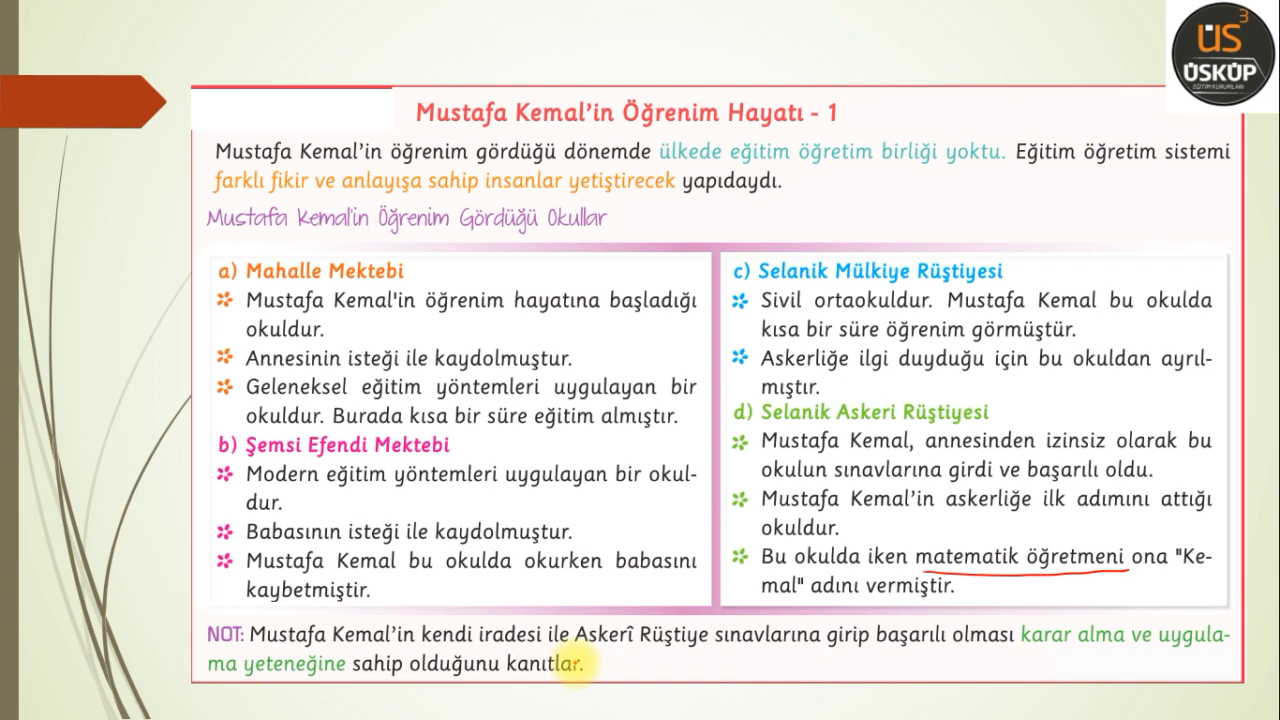 ÜS3
ÜSKÜP
EĞİTİM KURUMLARI
Mustafa Kemal’in Öğrenim Hayatı - 1
Mustafa Kemal’in öğrenim gördüğü dönemde ülkede eğitim öğretim birliği yoktu. Eğitim öğretim sistemi
farklı fikir ve anlayışa sahip insanlar yetiştirecek yapıdaydı.
Mustafa Kemal'in Öğrenim Gördüğü Okullar
a) Mahalle Mektebi
Mustafa Kemal'in öğrenim hayatına başladığı
okuldur.
Annesinin isteği ile kaydolmuştur.
Geleneksel eğitim yöntemleri uygulayan bir
okuldur. Burada kısa bir süre eğitim almıştır.
b) Şemsi Efendi Mektebi
Modern eğitim yöntemleri uygulayan bir okul-
dur.
Babasının isteği ile kaydolmuştur.
Mustafa Kemal bu okulda okurken babasını
kaybetmiştir.
c) Selanik Mülkiye Rüştiyesi
Sivil ortaokuldur. Mustafa Kemal bu okulda
kısa bir süre öğrenim görmüştür.
Askerliğe ilgi duyduğu için bu okuldan ayrıl-
mıştır.
d) Selanik Askeri Rüştiyesi
Mustafa Kemal, annesinden izinsiz olarak bu
okulun sınavlarına girdi ve başarılı oldu.
Mustafa Kemal’in askerliğe ilk adımını attığı
okuldur.
Bu okulda iken matematik öğretmeni ona "Ke-
mal" adını vermiştir.
NOT: Mustafa Kemal’in kendi iradesi ile Askerî Rüştiye sınavlarına girip başarılı olması karar alma ve uygula-
ma yeteneğine sahip olduğunu kanıtlar.